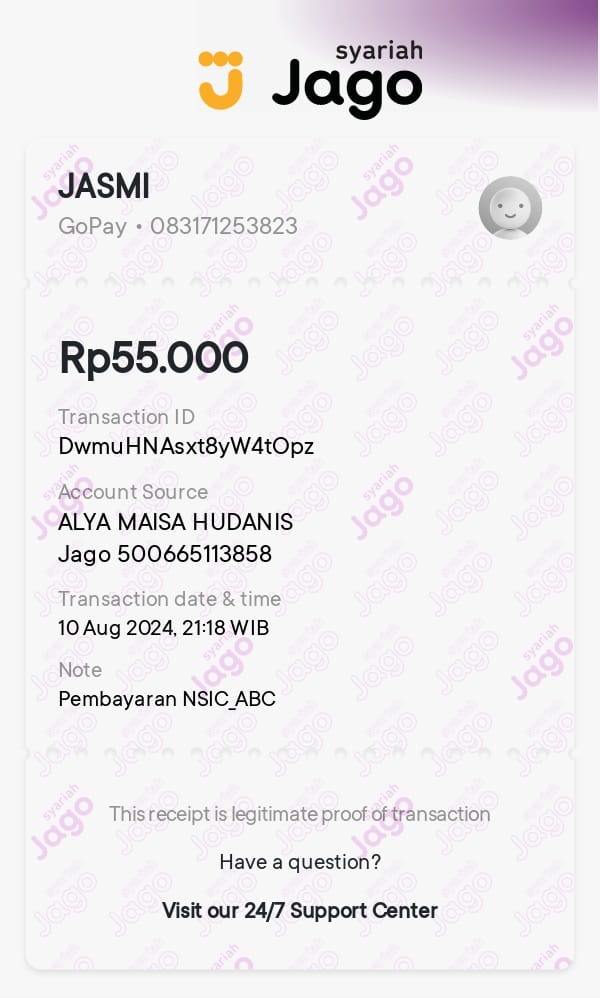 syariah
Jago
JASMI
GoPay • 083171253823
Rp55.000
Transaction ID
DwmuHNAsxt8yW4tOpz
Account Source
ALYA MAISA HUDANIS
Jago 500665113858
Transaction date & time
10 Aug 2024, 21:18 WIB
Note
Pembayaran NSIC_ABC
This receipt is legitimate proof of transaction
Have a question?
Visit our 24/7 Support Center